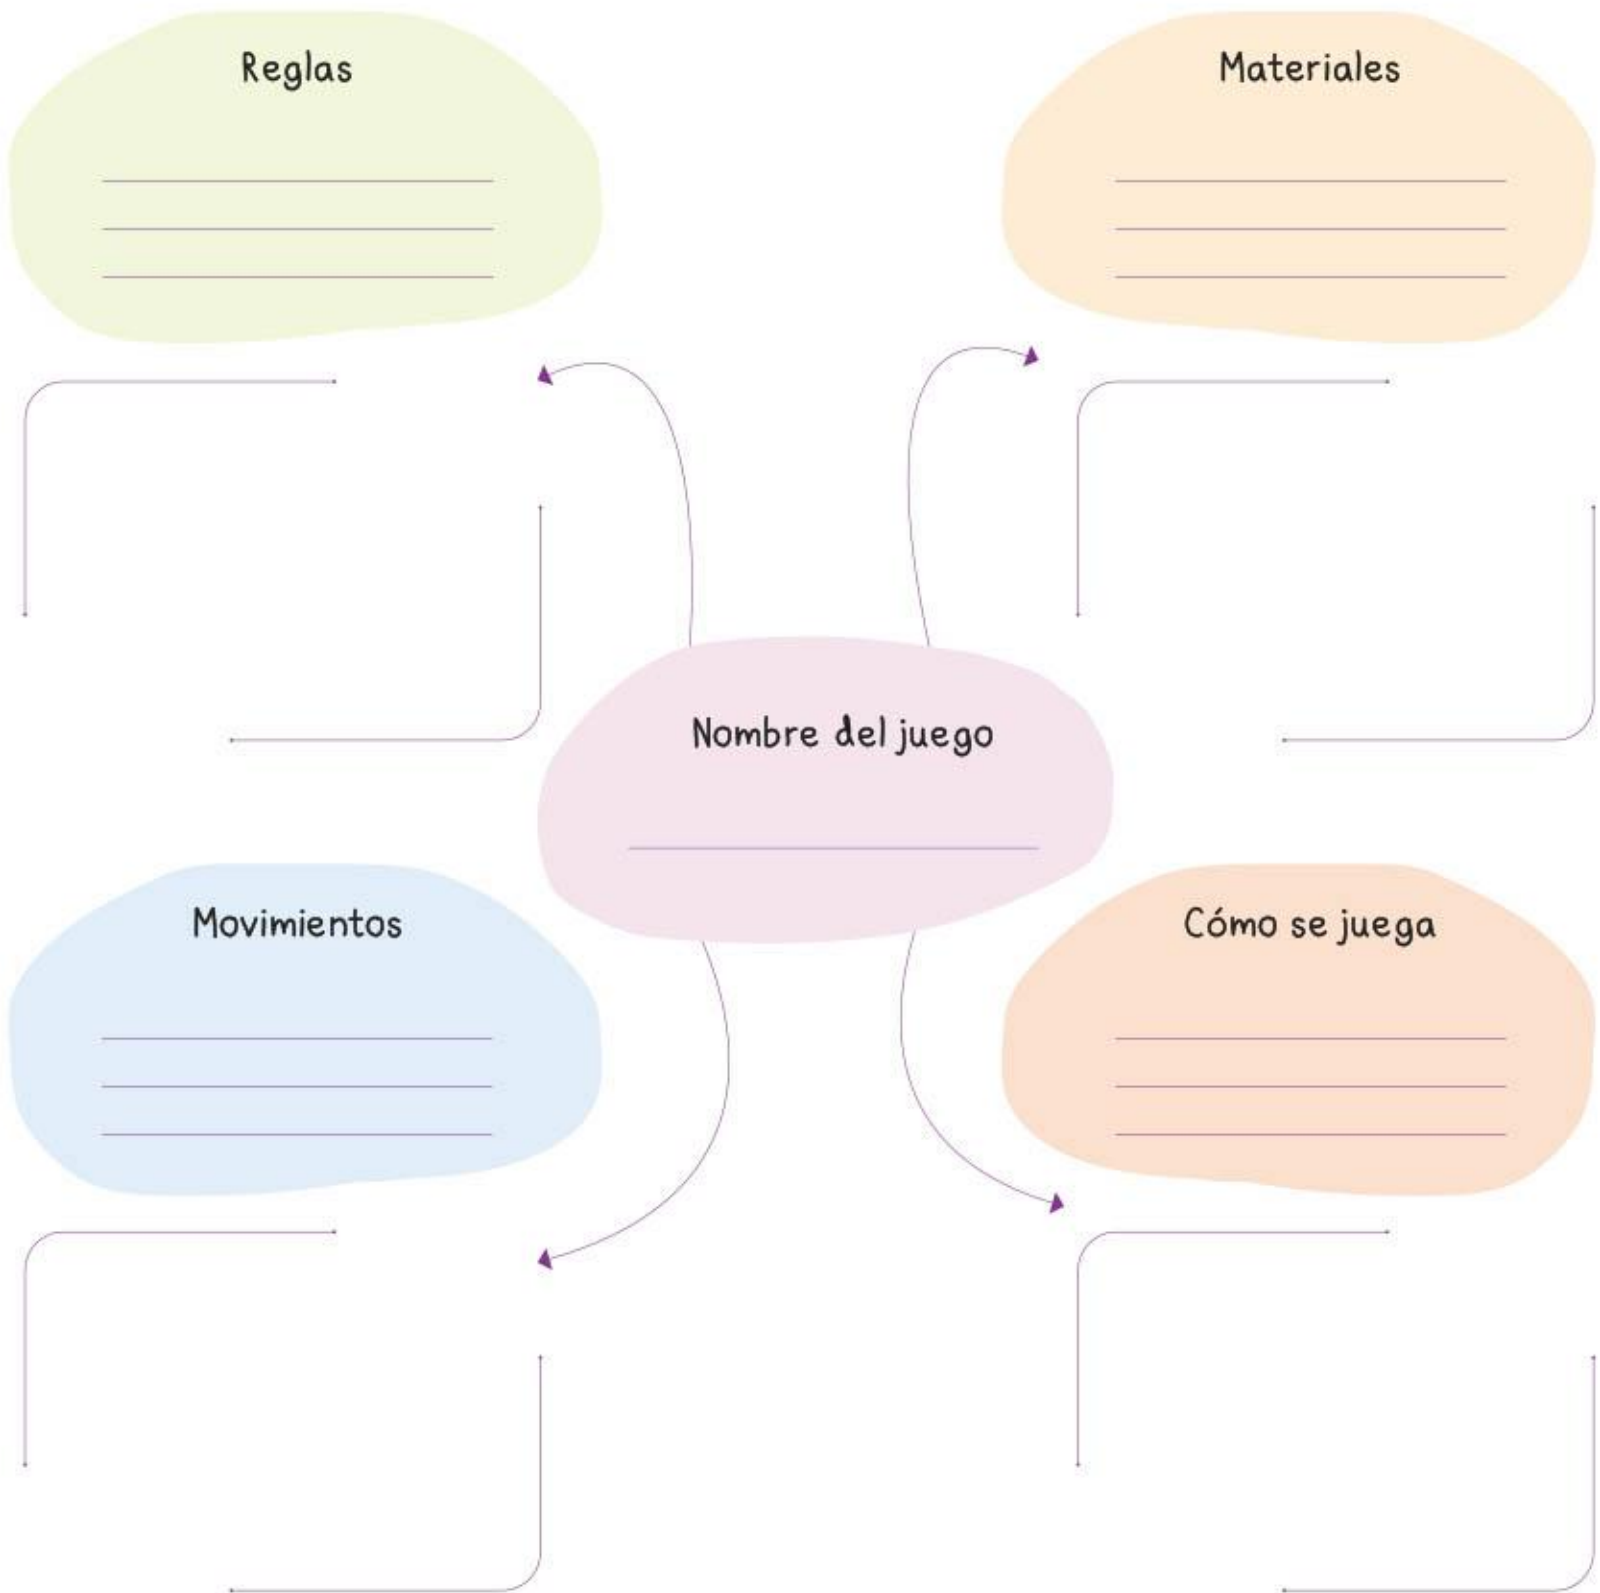 Reglas
Materiales
Nombre del juego
Movimientos
Cómo se juega